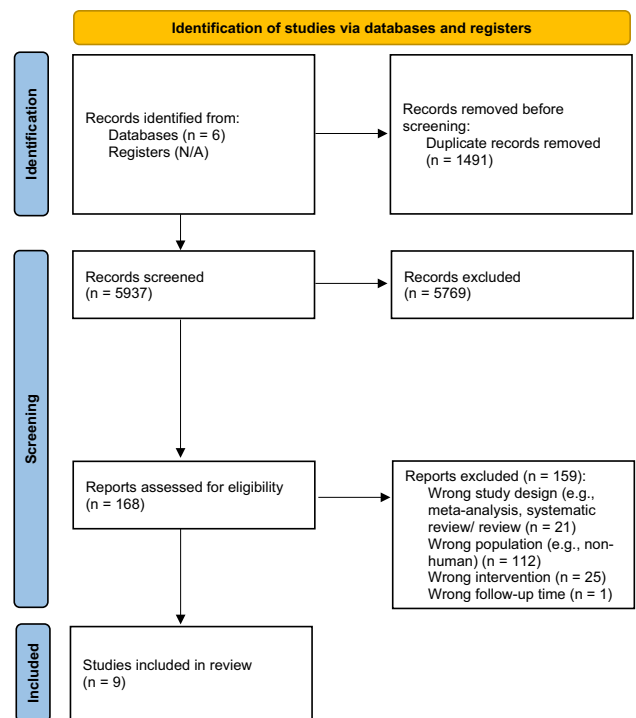 Identification of studies via databases and registers
Identification
Records identified from:
Databases (n = 6)
Registers (N/A)
Records removed before
screening:
Duplicate records removed
(n = 1491)
Screening
Records screened
(n = 5937)
Records excluded
(n = 5769)
Reports assessed for eligibility
(n = 168)
Reports excluded (n = 159):
Wrong study design (e.g.,
meta-analysis, systematic
review/ review (n = 21)
Wrong population (e.g., non-
human) (n = 112)
Wrong intervention (n = 25)
Wrong follow-up time (n = 1)
Included
Studies included in review
(n = 9)